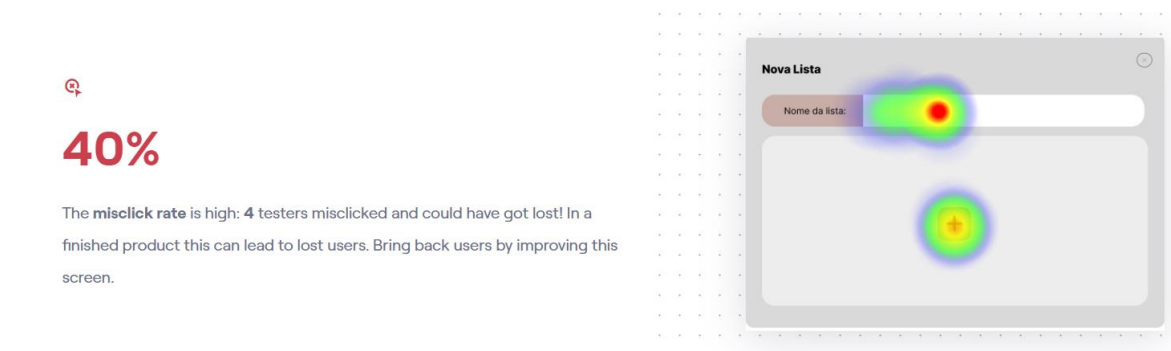 40%
The misclick rate is high: 4 testers misclicked and could have got lost! In a
finished product this can lead to lost users. Bring back users by improving this
screen.
Nova Lista
Nome da lista: